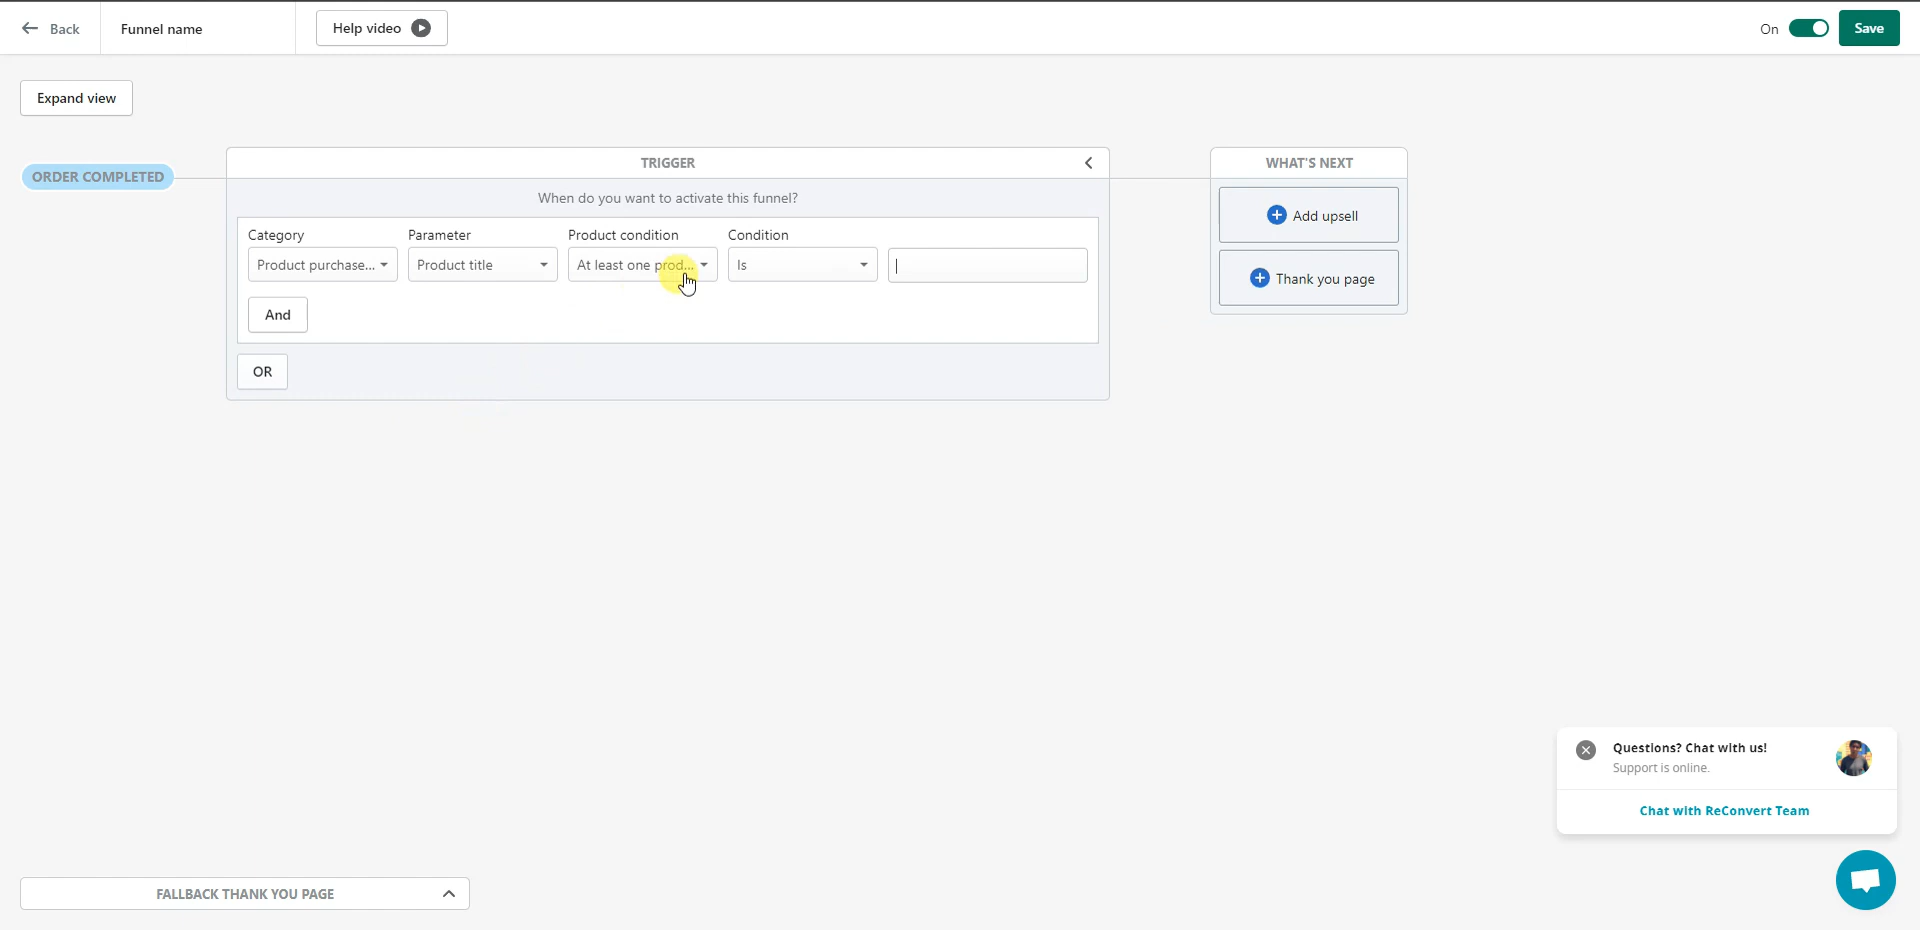 Back
Funnel name
Help video
On
Save
Expand view
ORDER COMPLETED
TRIGGER
When do you want to activate this funnel?
Category
Parameter
Product condition
Condition
Product purchase...
Product title
At least one prod...
Is
And
OR
WHAT'S NEXT
Add upsell
Thank you page
Questions? Chat with us!
Support is online.
Chat with ReConvert Team
FALLBACK THANK YOU PAGE